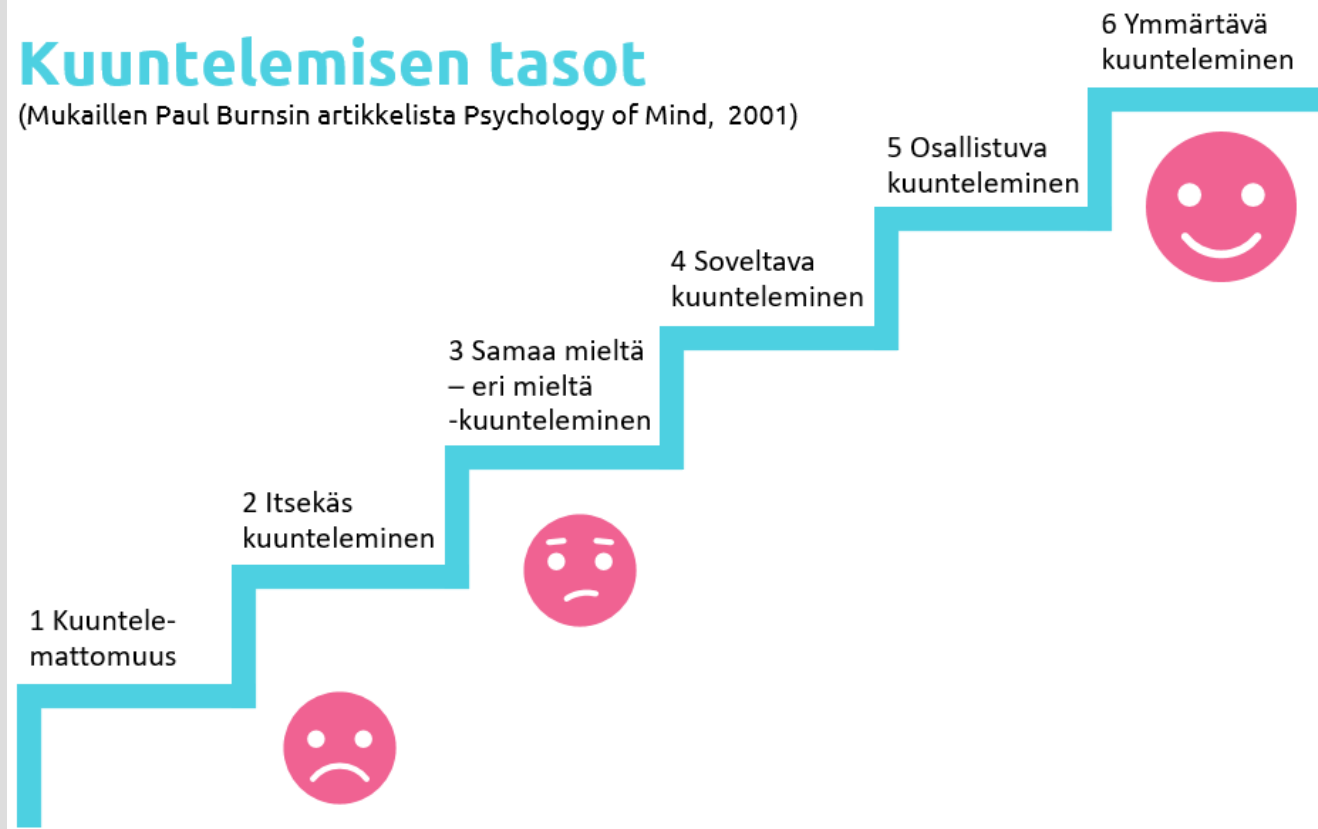 Kuuntelemisen tasot
(Mukaillen Paul Burnsin artikkelista Psychology of Mind, 2001)
1 Kuuntele-
mattomuus
2 Itsekäs
kuunteleminen
3 Samaa mieltä
– eri mieltä
-kuunteleminen
4 Soveltava
kuunteleminen
5 Osallistuva
kuunteleminen
6 Ymmärtävä
kuunteleminen